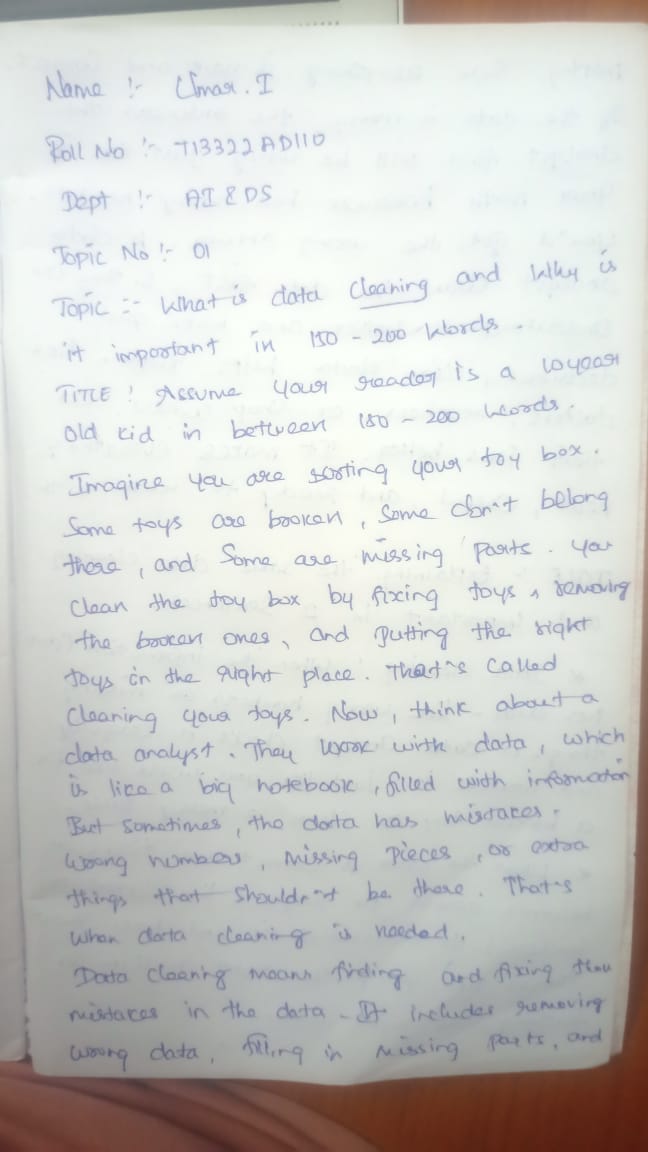 Name :- Umar. I
Roll No :- 713322AD110
Dept :- AI & DS
Topic No :- 01
Topic :- What is data cleaning and Why is
it important in 150 - 200 Words.
TITLE : Assume your reader is a 10 year
old kid in between 150 - 200 Words.
Imagine you are sorting your toy box.
Some toys are broken, Some don't belong
there, and Some are missing parts. You
clean the toy box by fixing toys, removing
the broken ones, and putting the right
toys in the right place. That's called
Cleaning your toys. Now, think about a
data analyst. They work with data, which
is like a big notebook, filled with information
But sometimes, the data has mistakes.
Wrong numbers, missing pieces, or extra
things that shouldn't be there. That's
when data cleaning is needed.
Data cleaning means finding and fixing
mistakes in the data. It includes removing
wrong data, filling in missing parts, and